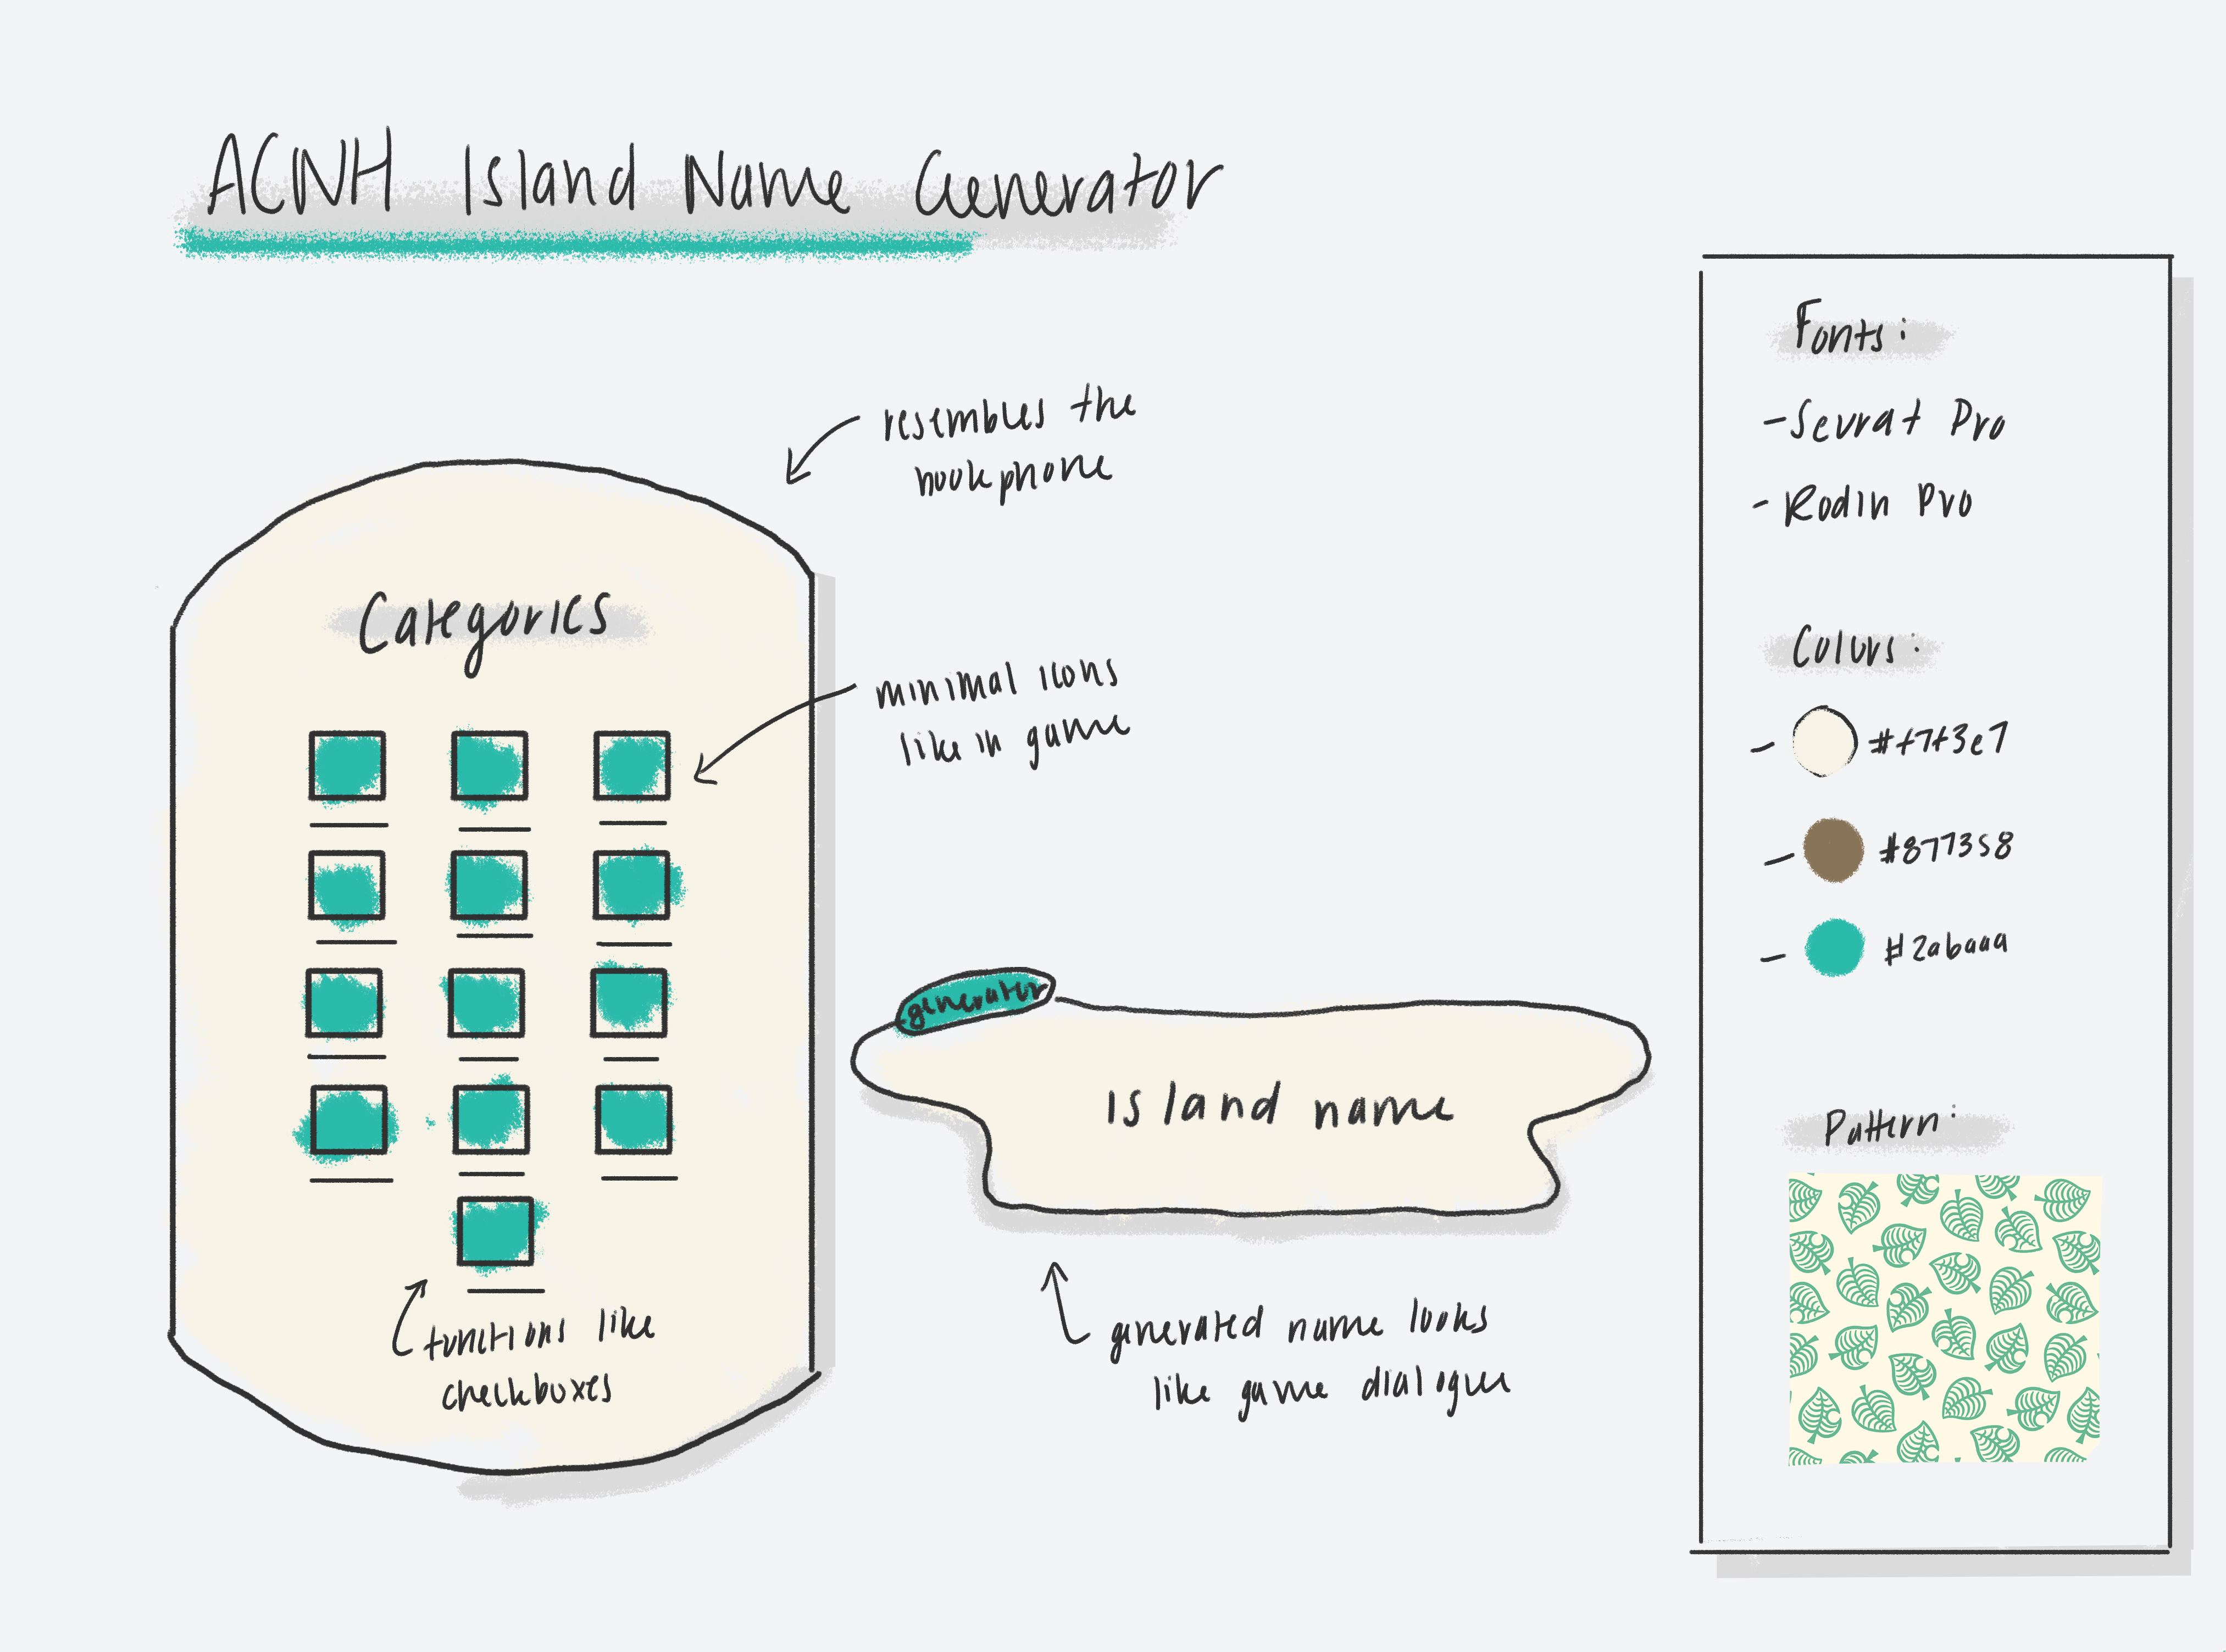 ACNH Island Name Generator
resembles the
nookphone
Categories
minimal icons
like in game
functions like
checkboxes
generator
island name
generated name looks
like game dialogue
Fonts:
- Seurat Pro
- Rodin Pro
Colors:
- #f7f3e7
- #877358
- #2abaaa
Pattern: